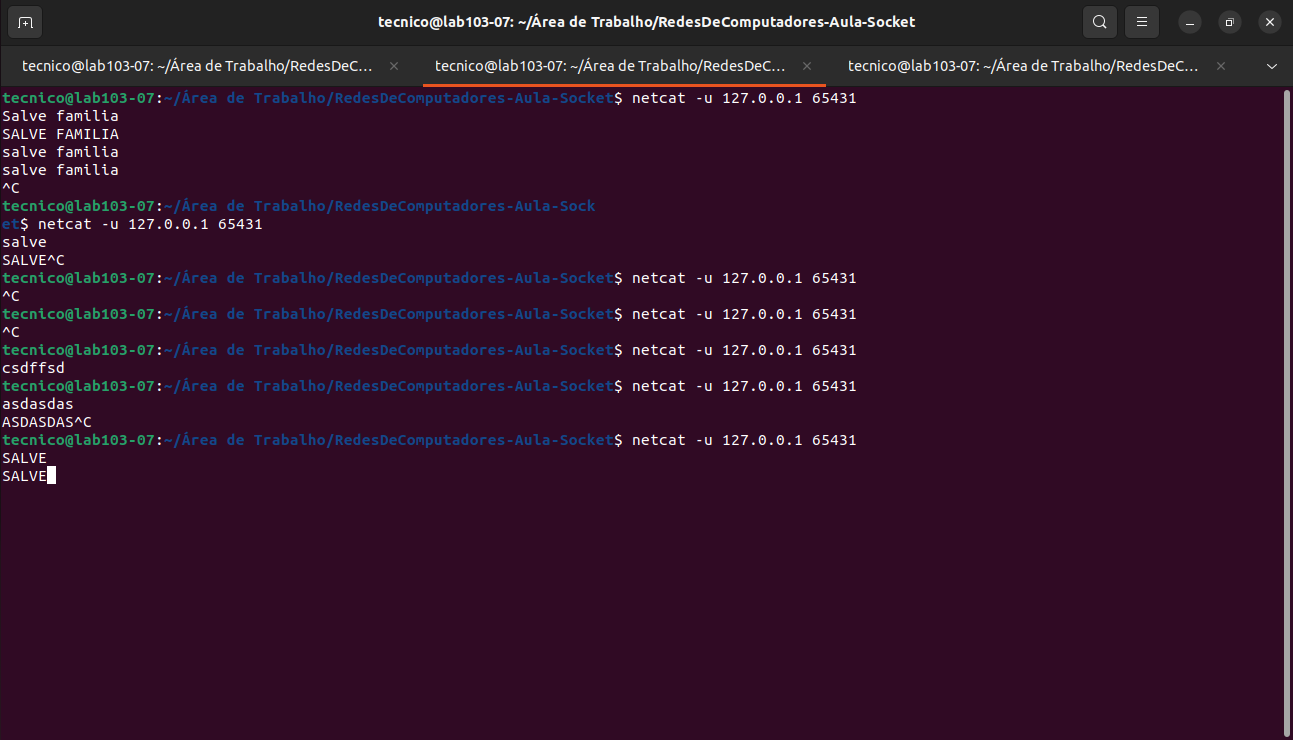 tecnico@lab103-07: ~/Área de Trabalho/RedesDeComputadores-Aula-Socket
tecnico@lab103-07: ~/Área de Trabalho/RedesDeC...
tecnico@lab103-07: ~/Área de Trabalho/RedesDeC...
tecnico@lab103-07: ~/Área de Trabalho/RedesDeC...
tecnico@lab103-07:~/Área de Trabalho/RedesDeComputadores-Aula-Socket$ netcat -u 127.0.0.1 65431
Salve familia
SALVE FAMILIA
salve familia
salve familia
^C
tecnico@lab103-07:~/Área de Trabalho/RedesDeComputadores-Aula-Sock
et$ netcat -u 127.0.0.1 65431
salve
SALVE^C
tecnico@lab103-07:~/Área de Trabalho/RedesDeComputadores-Aula-Socket$ netcat -u 127.0.0.1 65431
^C
tecnico@lab103-07:~/Área de Trabalho/RedesDeComputadores-Aula-Socket$ netcat -u 127.0.0.1 65431
^C
tecnico@lab103-07:~/Área de Trabalho/RedesDeComputadores-Aula-Socket$ netcat -u 127.0.0.1 65431
csdffsd
tecnico@lab103-07:~/Área de Trabalho/RedesDeComputadores-Aula-Socket$ netcat -u 127.0.0.1 65431
asdasdas
ASDASDAS^C
tecnico@lab103-07:~/Área de Trabalho/RedesDeComputadores-Aula-Socket$ netcat -u 127.0.0.1 65431
SALVE
SALVE